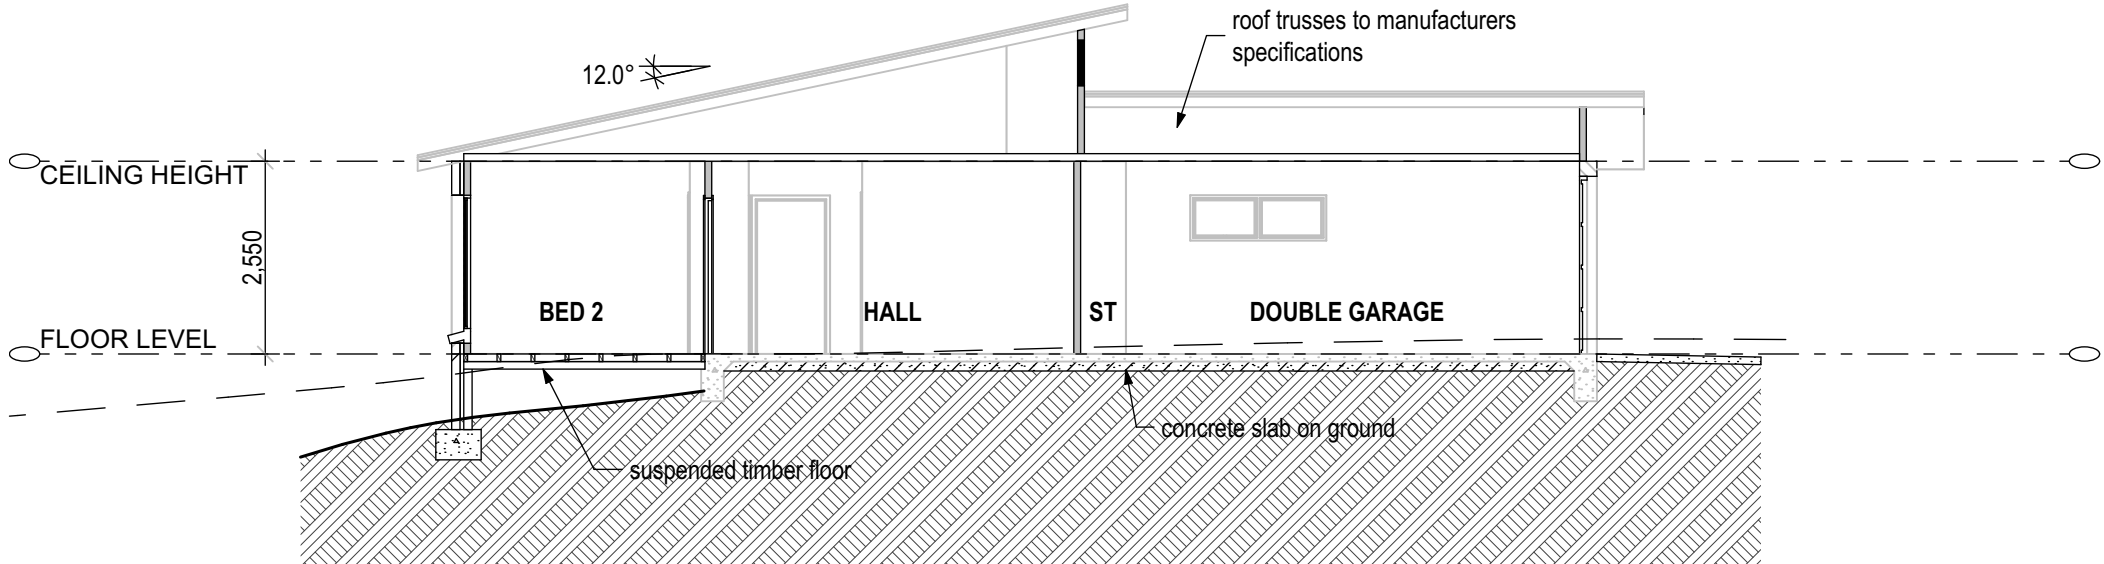 roof trusses to manufacturers
specifications
12.0°
CEILING HEIGHT
2,550
BED 2
HALL
ST
DOUBLE GARAGE
FLOOR LEVEL
concrete slab on ground
suspended timber floor